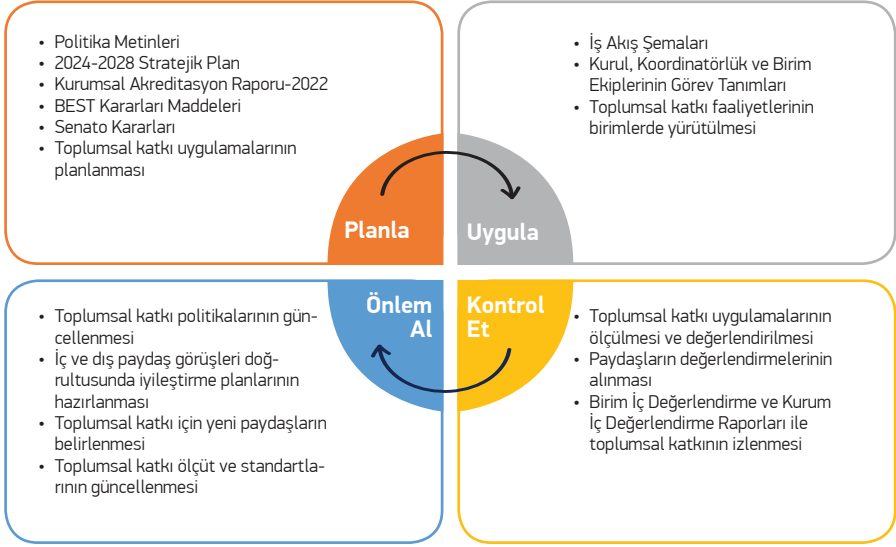 • Politika Metinleri
• 2024-2028 Stratejik Plan
• Kurumsal Akreditasyon Raporu-2022
• BEST Kararları Maddeleri
• Senato Kararları
• Toplumsal katkı uygulamalarının
planlanması
Planla
• İş Akış Şemaları
• Kurul, Koordinatörlük ve Birim
Ekiplerinin Görev Tanımları
• Toplumsal katkı faaliyetlerinin
birimlerde yürütülmesi
Uygula
• Toplumsal katkı politikalarının gün-
cellenmesi
• İç ve dış paydaş görüşleri doğ-
rultusunda iyileştirme planlarının
hazırlanması
• Toplumsal katkı için yeni paydaşların
belirlenmesi
• Toplumsal katkı ölçüt ve standartla-
rının güncellenmesi
Önlem
Al
Kontrol
Et
• Toplumsal katkı uygulamalarının
ölçülmesi ve değerlendirilmesi
• Paydaşların değerlendirmelerinin
alınması
• Birim İç Değerlendirme ve Kurum
İç Değerlendirme Raporları ile
toplumsal katkının izlenmesi